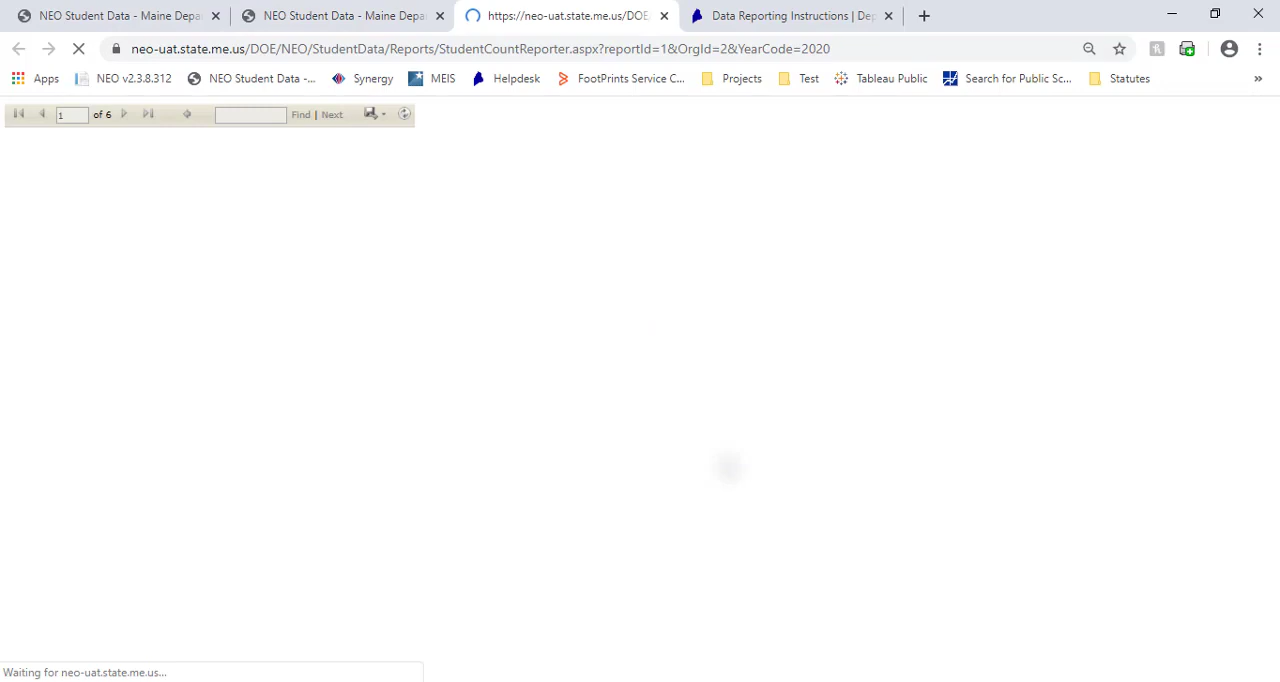 NEO Student Data - Maine Depa
NEO Student Data - Maine Depa
https://neo-uat.state.me.us/DOE
Data Reporting Instructions | Dep
neo-uat.state.me.us/DOE/NEO/StudentData/Reports/StudentCountReporter.aspx?reportId=1&OrgId=2&YearCode=2020
Apps NEO v2.3.8.312 NEO Student Data -... Synergy MEIS Helpdesk FootPrints Service C... Projects Test Tableau Public Search for Public Sc... Statutes »
1 of 6 Find | Next
Waiting for neo-uat.state.me.us...